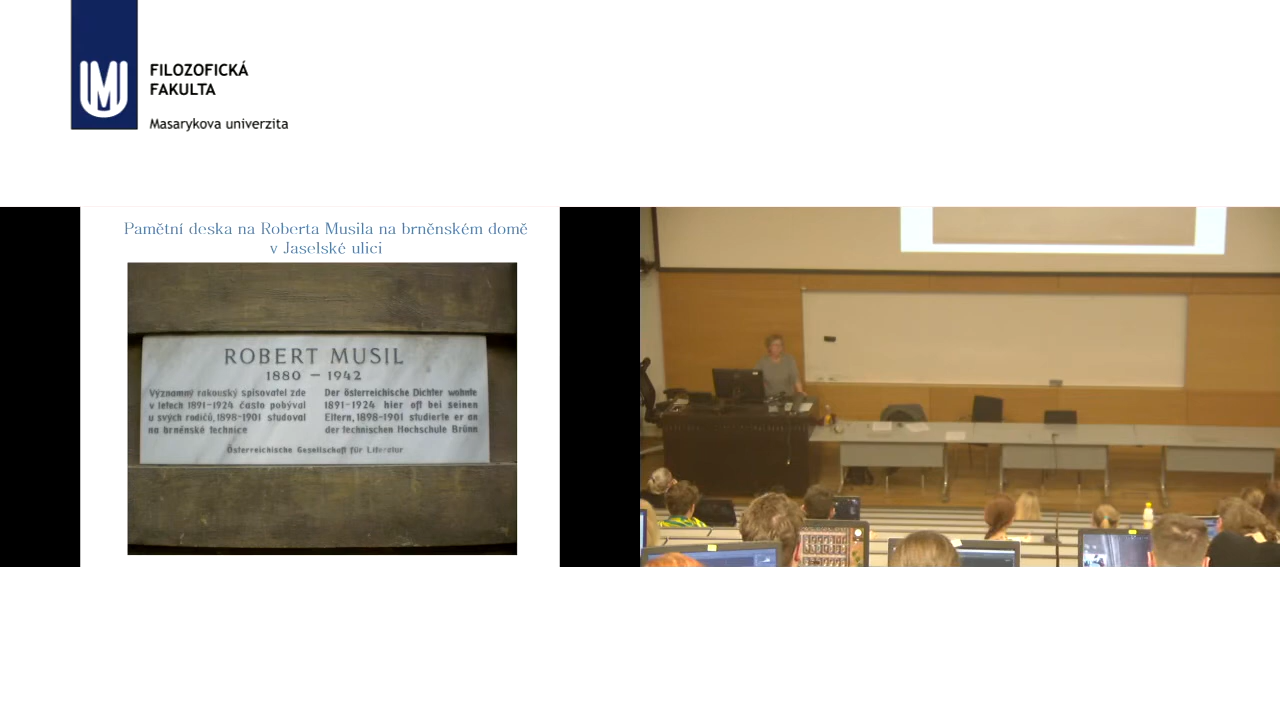 FILOZOFICKÁ
FAKULTA
Masarykova univerzita
Pamětní deska na Roberta Musila na brněnském domě
v Jaselské ulici
ROBERT MUSIL
1880 – 1942
Významný rakouský spisovatel zde
v letech 1891-1924 často pobýval
u svých rodičů, 1898-1901 studoval
na brněnské technice
Der österreichische Dichter wohnte
1891-1924 hier oft bei seinen
Eltern, 1898-1901 studierte er an
der technischen Hochschule Brünn
Österreichische Gesellschaft für Literatur